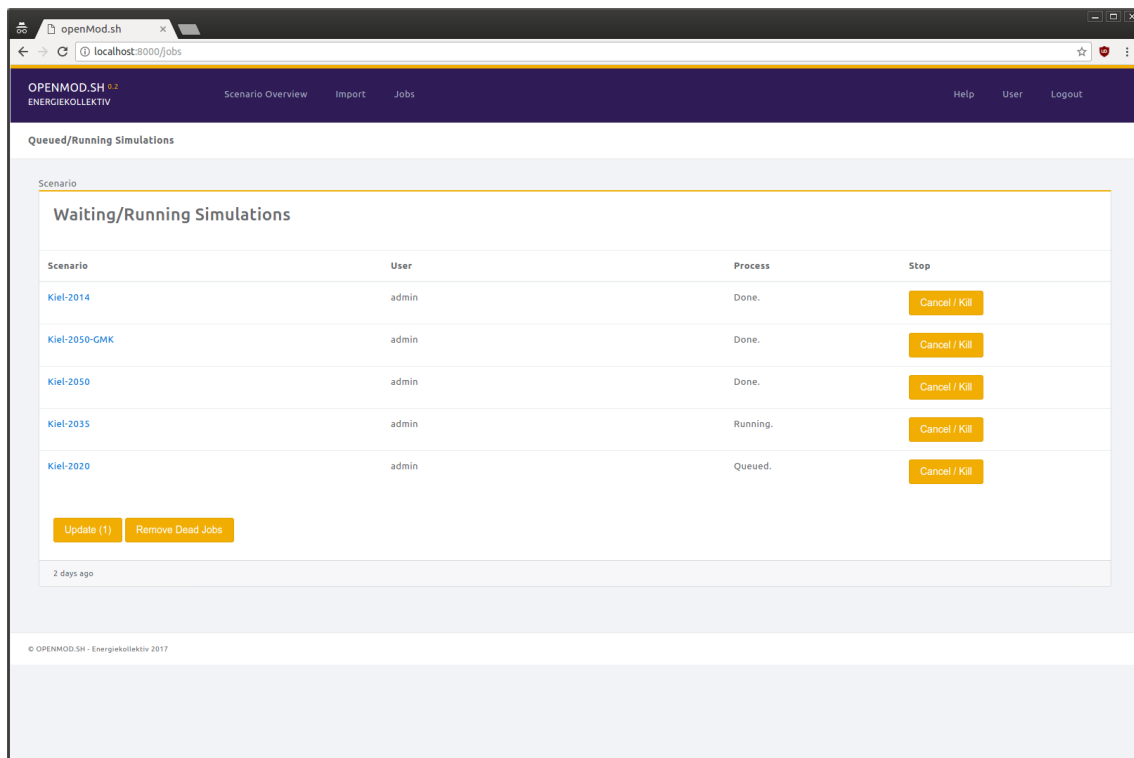 openMod.sh
localhost:8000/jobs
OPENMOD.SH 0.2
ENERGIEKOLLEKTIV
Scenario Overview Import Jobs Help User Logout
Queued/Running Simulations
Scenario
Waiting/Running Simulations
Scenario User Process Stop
Kiel-2014 admin Done. Cancel / Kill
Kiel-2050-GMK admin Done. Cancel / Kill
Kiel-2050 admin Done. Cancel / Kill
Kiel-2035 admin Running. Cancel / Kill
Kiel-2020 admin Queued. Cancel / Kill
Update (1) Remove Dead Jobs
2 days ago
© OPENMOD.SH - Energiekollektiv 2017